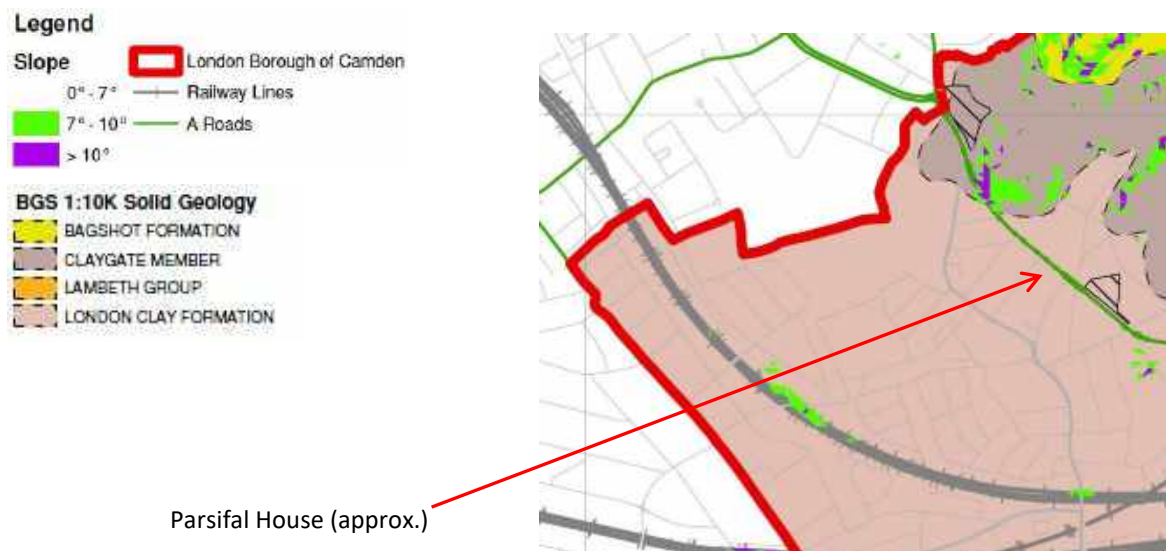 Legend
Slope
London Borough of Camden
0° - 7°
Railway Lines
7° - 10°
A Roads
> 10°
BGS 1:10K Solid Geology
BAGSHOT FORMATION
CLAYGATE MEMBER
LAMBETH GROUP
LONDON CLAY FORMATION
Parsifal House (approx.)